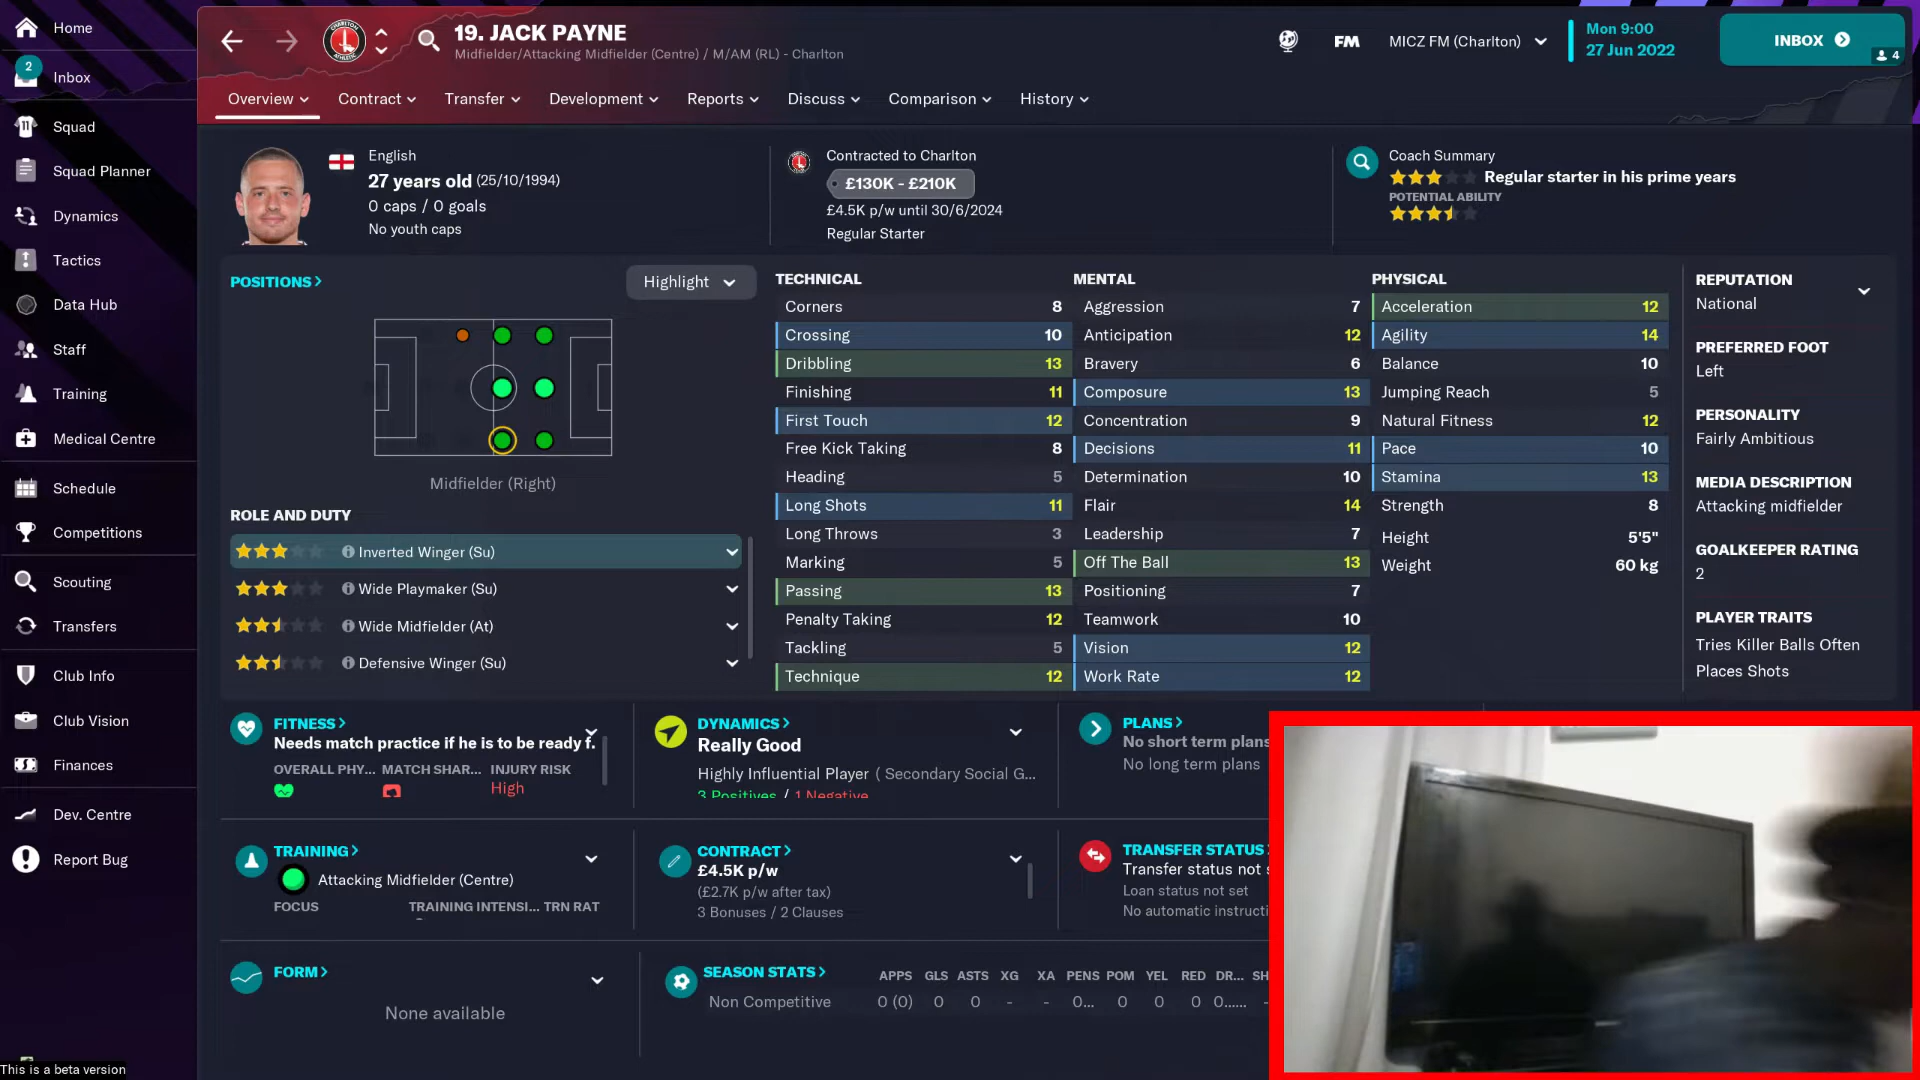 Home
2
Inbox
Squad
Squad Planner
Dynamics
Tactics
Data Hub
Staff
Training
Medical Centre
Schedule
Competitions
Scouting
Transfers
Club Info
Club Vision
Finances
Dev. Centre
Report Bug
This is a beta version
19. JACK PAYNE
Midfielder/Attacking Midfielder (Centre) / M/AM (RL) - Charlton
FM
MICZ FM (Charlton)
Mon 9:00
27 Jun 2022
INBOX
4
Overview Contract Transfer Development Reports Discuss Comparison History
English
27 years old (25/10/1994)
0 caps / 0 goals
No youth caps
Contracted to Charlton
£130K - £210K
£4.5K p/w until 30/6/2024
Regular Starter
Coach Summary
Regular starter in his prime years
POTENTIAL ABILITY
POSITIONS
Highlight
Midfielder (Right)
ROLE AND DUTY
Inverted Winger (Su)
Wide Playmaker (Su)
Wide Midfielder (At)
Defensive Winger (Su)
TECHNICAL
Corners 8
Crossing 10
Dribbling 13
Finishing 11
First Touch 12
Free Kick Taking 8
Heading 5
Long Shots 11
Long Throws 3
Marking 5
Passing 13
Penalty Taking 12
Tackling 5
Technique 12
MENTAL
Aggression 7
Anticipation 12
Bravery 6
Composure 13
Concentration 9
Decisions 11
Determination 10
Flair 14
Leadership 7
Off The Ball 13
Positioning 7
Teamwork 10
Vision 12
Work Rate 12
PHYSICAL
Acceleration 12
Agility 14
Balance 10
Jumping Reach 5
Natural Fitness 12
Pace 10
Stamina 13
Strength 8
Height 5'5"
Weight 60 kg
REPUTATION
National
PREFERRED FOOT
Left
PERSONALITY
Fairly Ambitious
MEDIA DESCRIPTION
Attacking midfielder
GOALKEEPER RATING
2
PLAYER TRAITS
Tries Killer Balls Often
Places Shots
FITNESS
Needs match practice if he is to be ready f.
OVERALL PHY... MATCH SHAR... INJURY RISK
High
DYNAMICS
Really Good
Highly Influential Player ( Secondary Social G...
3 Positives / 1 Negative
PLANS
No short term plans
No long term plans
TRAINING
Attacking Midfielder (Centre)
FOCUS TRAINING INTENSI... TRN RAT
CONTRACT
£4.5K p/w
(£2.7K p/w after tax)
3 Bonuses / 2 Clauses
TRANSFER STATUS
Transfer status not s
Loan status not set
No automatic instructi
FORM
None available
SEASON STATS APPS GLS ASTS XG XA PENS POM YEL RED DR... SH
Non Competitive 0 (0) 0 0 - - 0... 0 0 0 0...... -